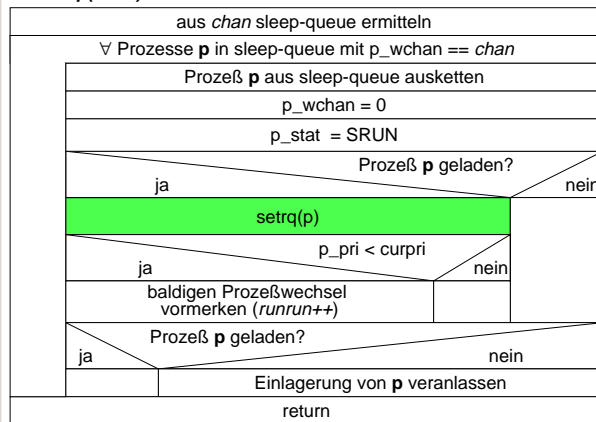 aus chan sleep-queue ermitteln
∀ Prozesse p in sleep-queue mit p_wchan == chan
Prozeß p aus sleep-queue ausketten
p_wchan = 0
p_stat = SRUN
Prozeß p geladen?
ja nein
setrq(p)
p_pri < curpri
ja nein
baldigen Prozeßwechsel
vormerken (runrun++)
Prozeß p geladen?
ja nein
Einlagerung von p veranlassen
return